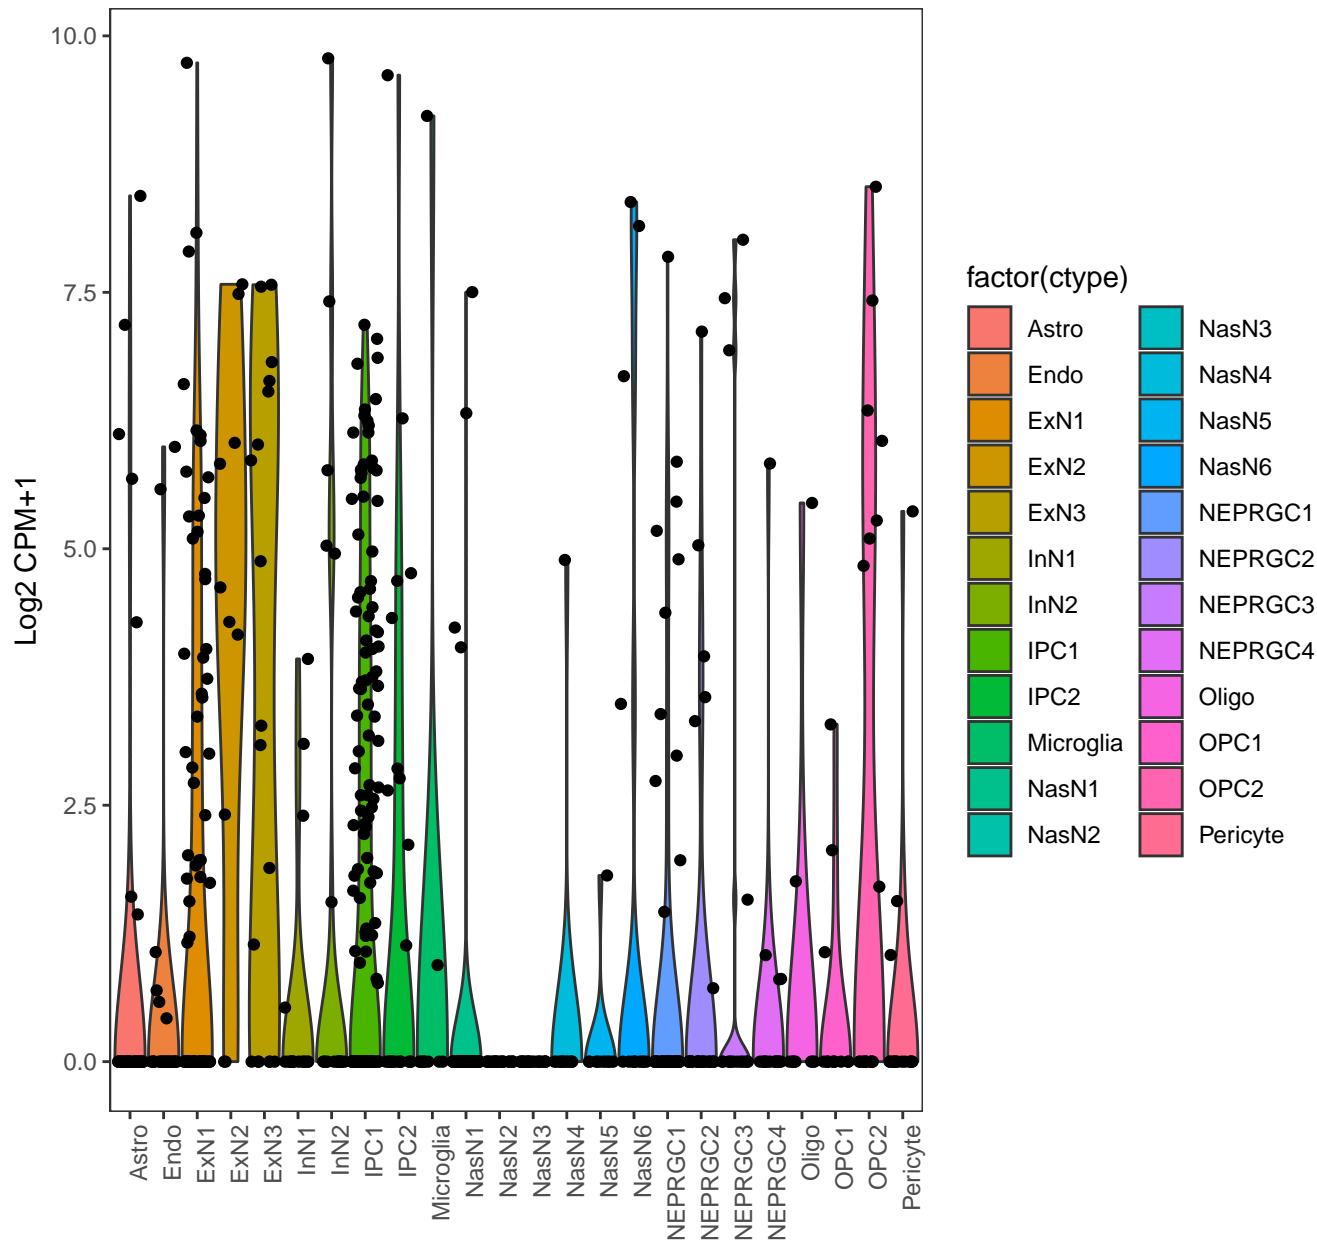 10.0
7.5
5.0
2.5
0.0
Log2 CPM+1
Astro
Endo
ExN1
ExN2
ExN3
InN1
InN2
IPC1
IPC2
Microglia
NasN1
NasN2
NasN3
NasN4
NasN5
NasN6
NEPRGC1
NEPRGC2
NEPRGC3
NEPRGC4
Oligo
OPC1
OPC2
Pericyte
factor(ctype)
Astro
Endo
ExN1
ExN2
ExN3
InN1
InN2
IPC1
IPC2
Microglia
NasN1
NasN2
NasN3
NasN4
NasN5
NasN6
NEPRGC1
NEPRGC2
NEPRGC3
NEPRGC4
Oligo
OPC1
OPC2
Pericyte